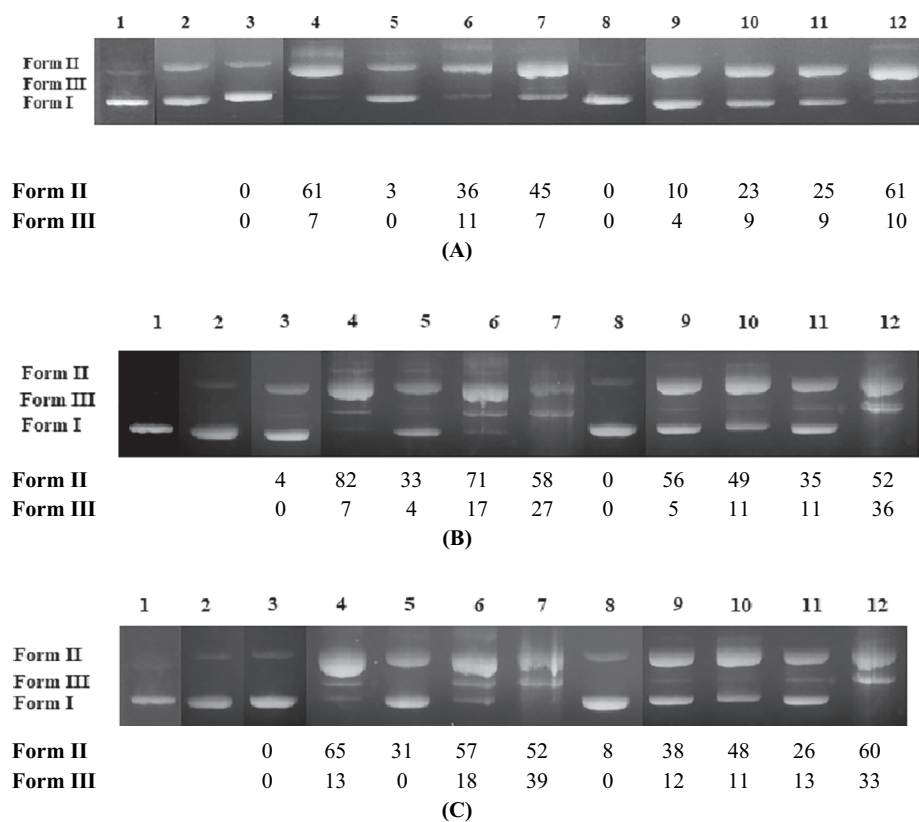 1 2 3 4 5 6 7 8 9 10 11 12
Form II
Form III
Form I
Form II 0 61 3 36 45 0 10 23 25 61
Form III 0 7 0 11 7 0 4 9 9 10
(A)
1 2 3 4 5 6 7 8 9 10 11 12
Form II
Form III
Form I
Form II 4 82 33 71 58 0 56 49 35 52
Form III 0 7 4 17 27 0 5 11 11 36
(B)
1 2 3 4 5 6 7 8 9 10 11 12
Form II
Form III
Form I
Form II 0 65 31 57 52 8 38 48 26 60
Form III 0 13 0 18 39 0 12 11 13 33
(C)